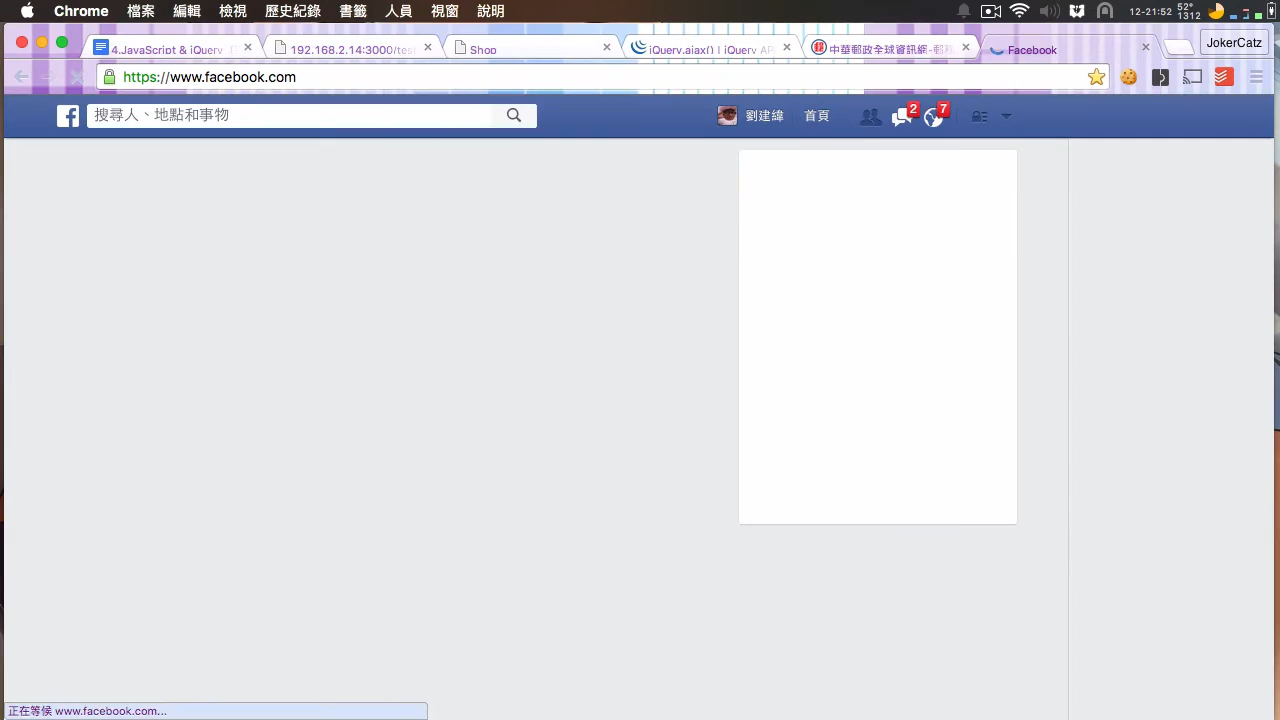 Chrome 檔案 編輯 檢視 歷史紀錄 書籤 人員 視窗 說明 12-21:52 52° 1312
4.JavaScript & jQuery 192.168.2.14:3000/tes Shop jQuery.ajax() | jQuery AP 中華郵政全球資訊網-郵 Facebook JokerCatz
https://www.facebook.com
搜尋人、地點和事物 劉建緯 首頁 2 7
正在等候 www.facebook.com...